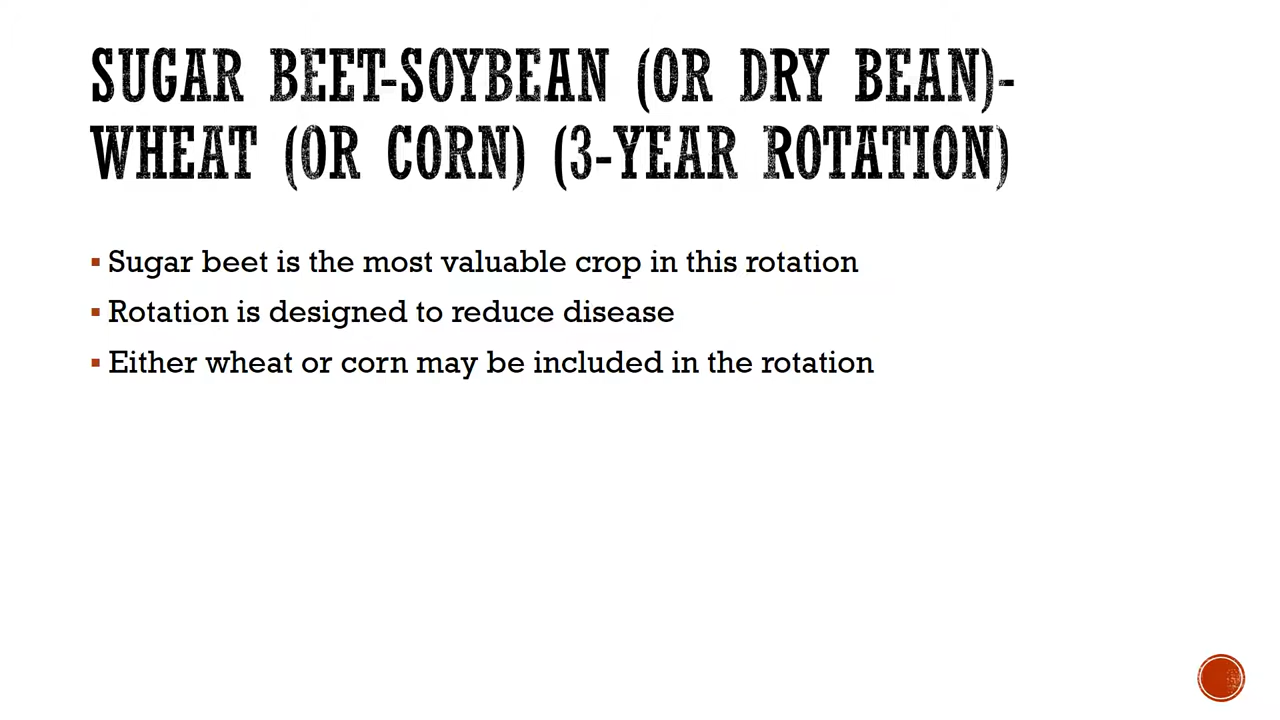 SUGAR BEET-SOYBEAN (OR DRY BEAN)-
WHEAT (OR CORN) (3-YEAR ROTATION)
▪ Sugar beet is the most valuable crop in this rotation
▪ Rotation is designed to reduce disease
▪ Either wheat or corn may be included in the rotation